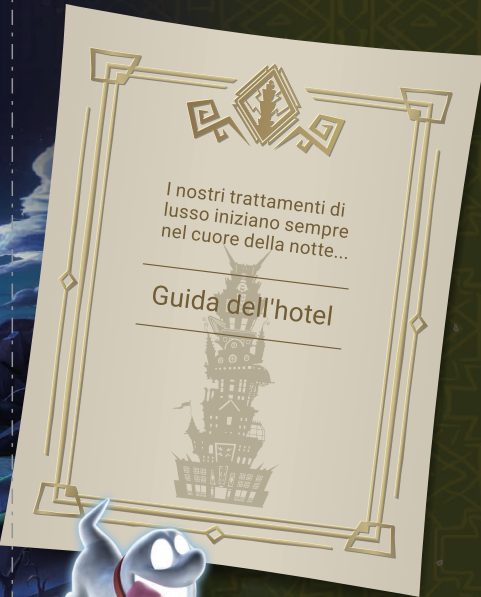 I nostri trattamenti di
lusso iniziano sempre
nel cuore della notte...
Guida dell'hotel